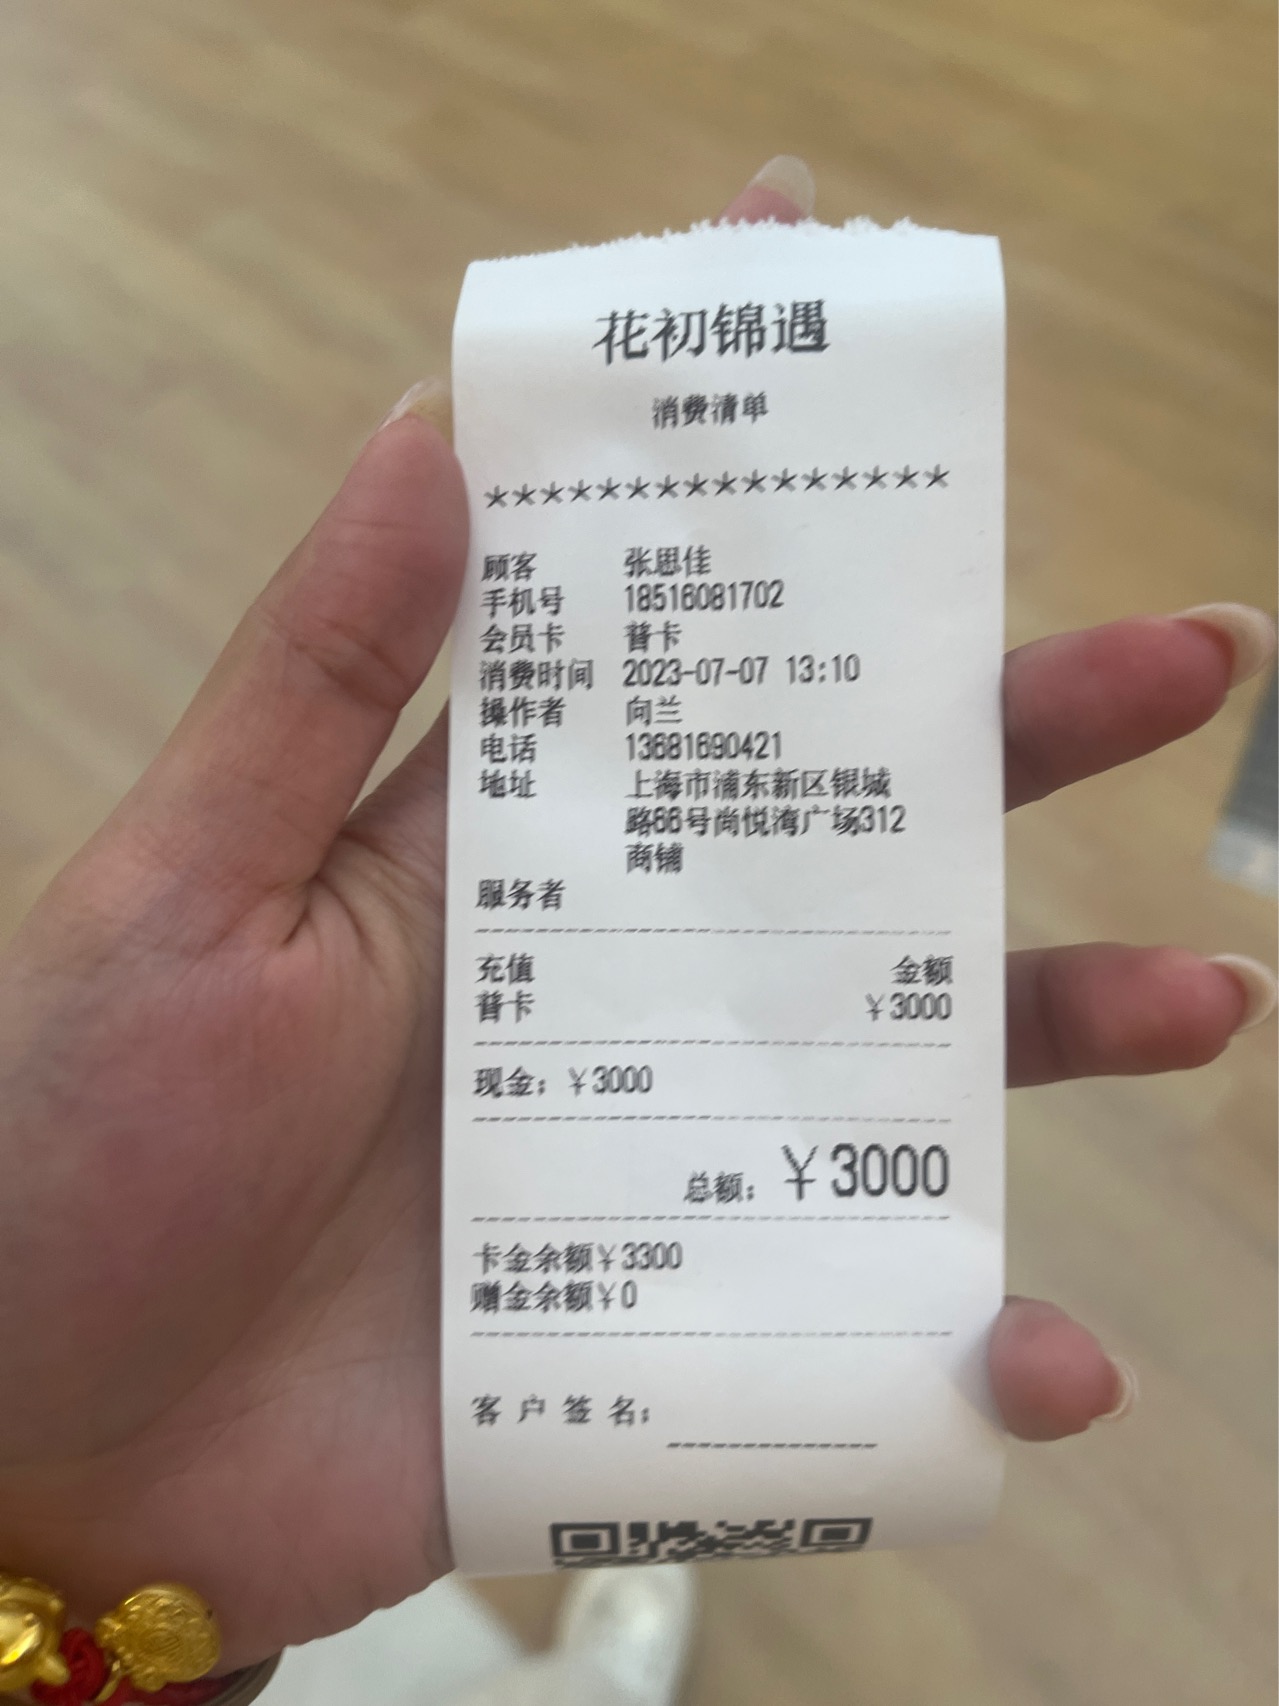 花初锦遇
消费清单
****************
顾客 张思佳
手机号 18516081702
会员卡 普卡
消费时间 2023-07-07 13:10
操作者 向兰
电话 13681690421
地址 上海市浦东新区银城
路66号尚悦湾广场312
商铺
服务者
充值 金额
普卡 ￥3000
现金：￥3000
总额：￥3000
卡金余额￥3300
赠金余额￥0
客 户 签 名：